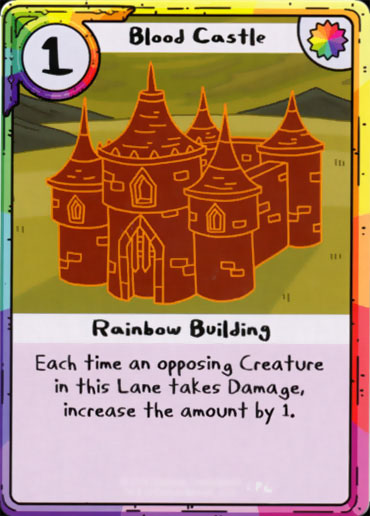 1
Blood Castle
Rainbow Building
Each time an opposing Creature
in this Lane takes Damage,
increase the amount by 1.